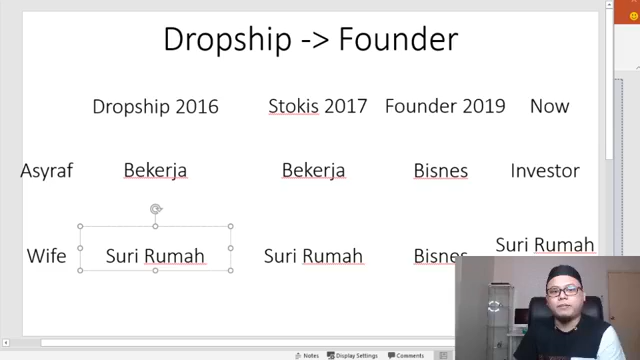 Dropship -> Founder
Dropship 2016 Stokis 2017 Founder 2019 Now
Asyraf Bekerja Bekerja Bisnes Investor
Wife Suri Rumah Suri Rumah Bisnes Suri Rumah
Notes Display Settings Comments